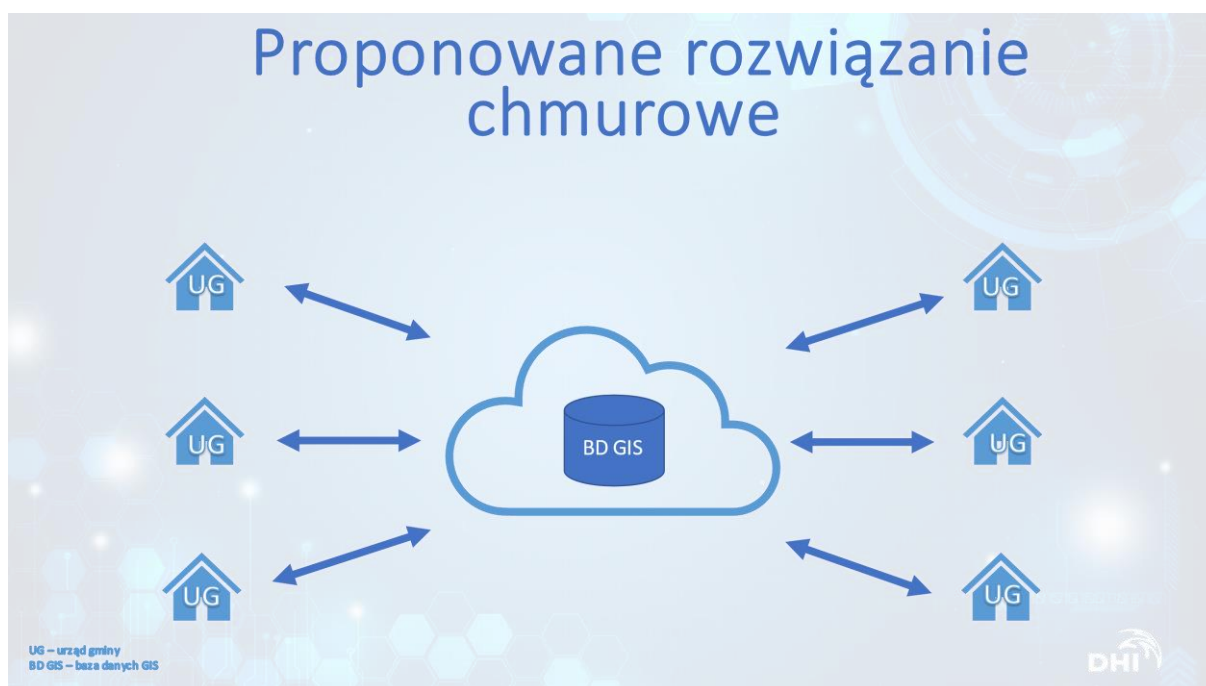 Proponowane rozwiązanie
chmurowe
UG
UG
UG
UG
BD GIS
UG
UG
UG – urząd gminy
BD GIS – baza danych GIS
DHI